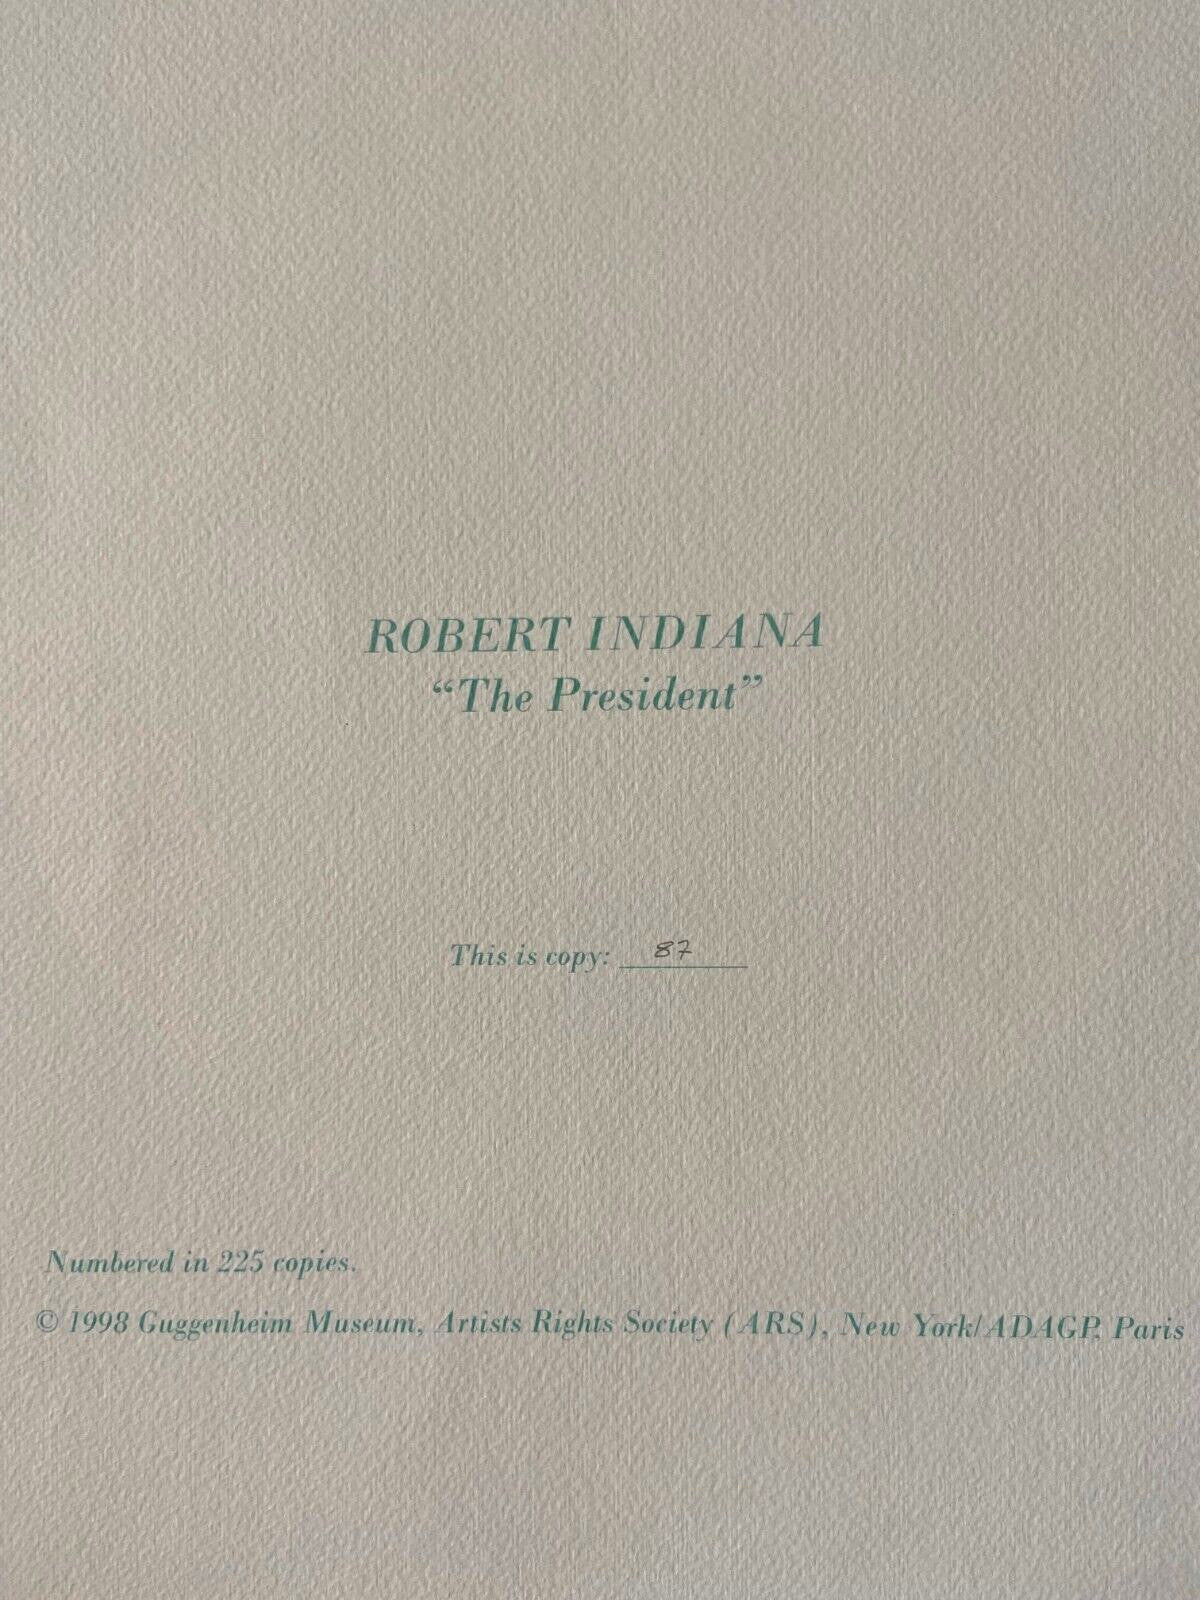 ROBERT INDIANA
“The President”
This is copy: 87
Numbered in 225 copies.
© 1998 Guggenheim Museum, Artists Rights Society (ARS), New York/ADAGP, Paris